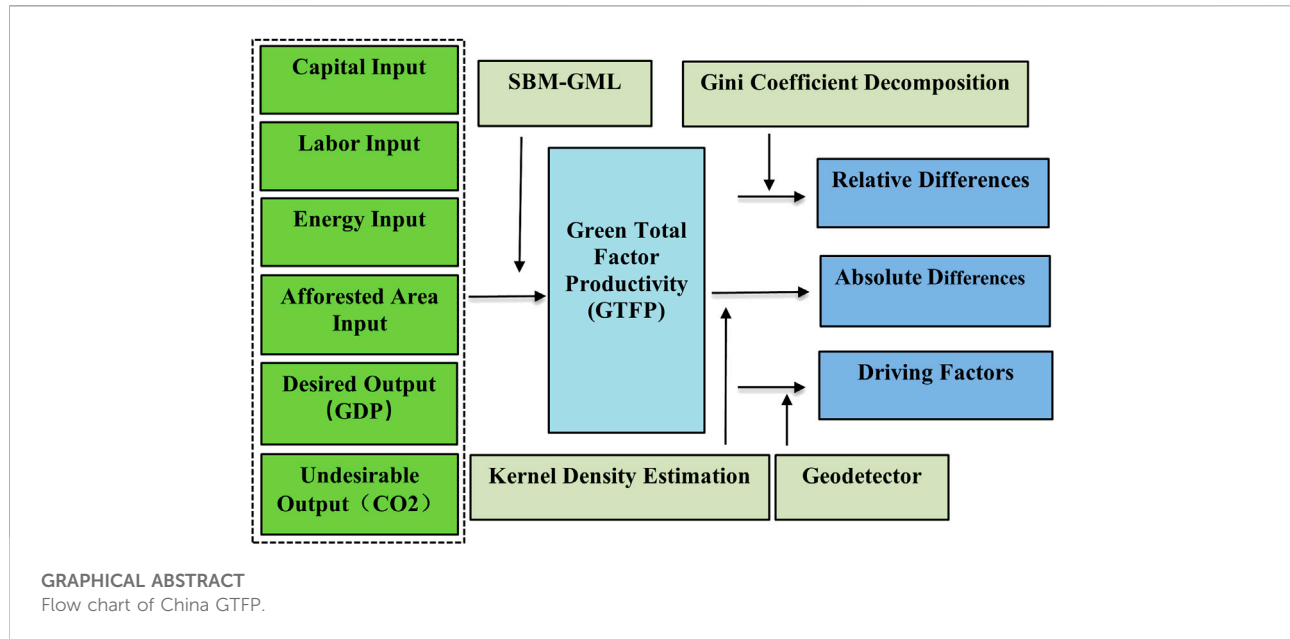 Capital Input
Labor Input
Energy Input
Afforested Area
Input
Desired Output
(GDP)
Undesirable
Output（CO2）
SBM-GML
Green Total
Factor
Productivity
(GTFP)
Kernel Density Estimation
Gini Coefficient Decomposition
Relative Differences
Absolute Differences
Driving Factors
Geodetector
GRAPHICAL ABSTRACT
Flow chart of China GTFP.